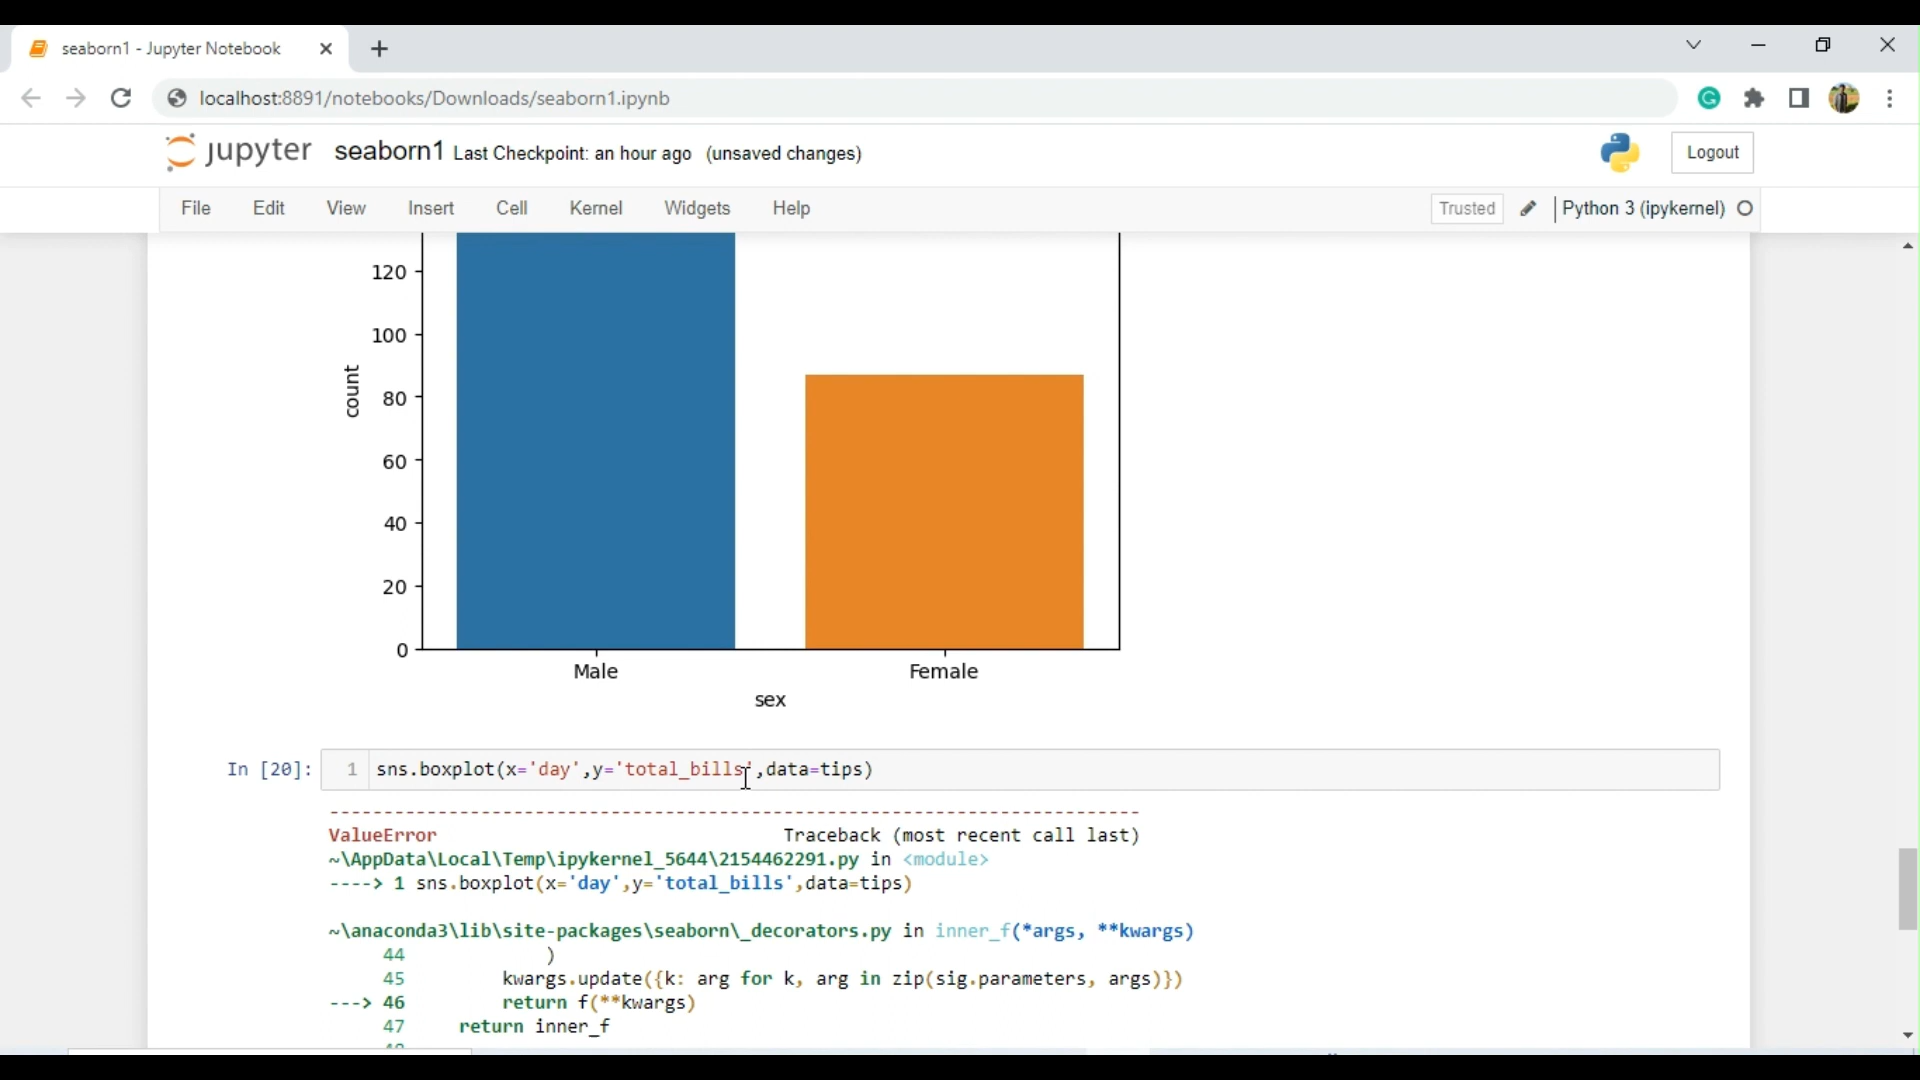 seaborn1 - Jupyter Notebook
localhost:8891/notebooks/Downloads/seaborn1.ipynb
jupyter seaborn1 Last Checkpoint: an hour ago (unsaved changes)
Logout
File Edit View Insert Cell Kernel Widgets Help
Trusted Python 3 (ipykernel)
120
100
80
60
40
20
0
count
Male Female
sex
In [20]: 1 sns.boxplot(x='day',y='total_bills',data=tips)
---------------------------------------------------------------------------
ValueError Traceback (most recent call last)
~\AppData\Local\Temp\ipykernel_5644\2154462291.py in <module>
----> 1 sns.boxplot(x='day',y='total_bills',data=tips)
~\anaconda3\lib\site-packages\seaborn\_decorators.py in inner_f(*args, **kwargs)
44 )
45 kwargs.update({k: arg for k, arg in zip(sig.parameters, args)})
---> 46 return f(**kwargs)
47 return inner_f